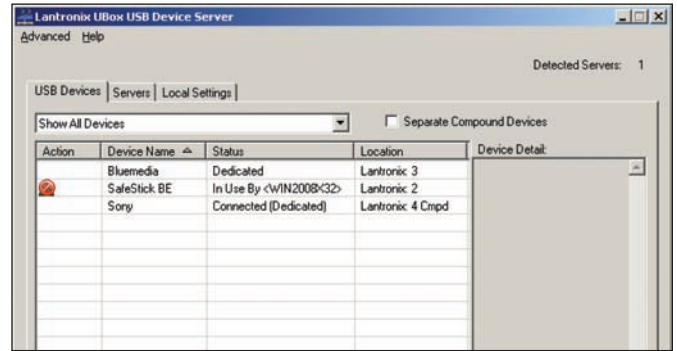 Lantronix UBox USB Device Server
Advanced Help
Detected Servers: 1
USB Devices Servers Local Settings
Show All Devices Separate Compound Devices
Action Device Name Status Location Device Detail:
Bluemedia Dedicated Lantronix: 3
SafeStick BE In Use By <WIN2008X32> Lantronix: 2
Sony Connected (Dedicated) Lantronix: 4 Cmpd